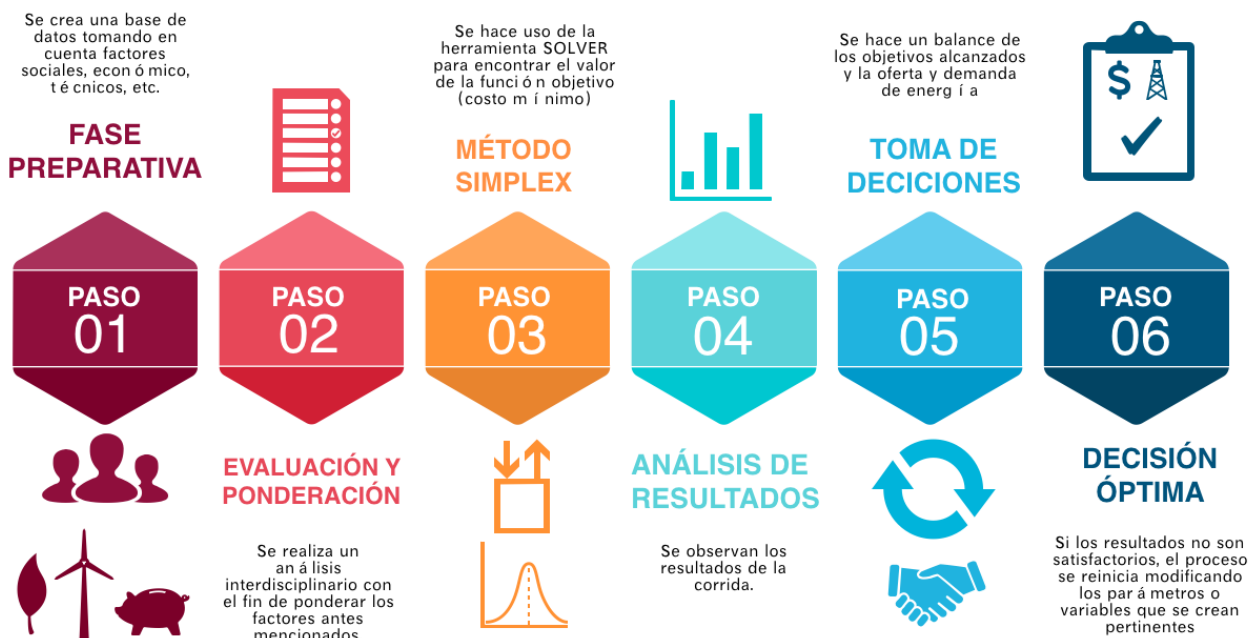 Se crea una base de
datos tomando en
cuenta factores
sociales, econ ó mico,
t é cnicos, etc.
FASE
PREPARATIVA
PASO
01
PASO
02
EVALUACIÓN Y
PONDERACIÓN
Se realiza un
an á lisis
interdisciplinario con
el fin de ponderar los
factores antes
mencionados
Se hace uso de la
herramienta SOLVER
para encontrar el valor
de la funci ó n objetivo
(costo m í nimo)
MÉTODO
SIMPLEX
PASO
03
PASO
04
ANÁLISIS DE
RESULTADOS
Se observan los
resultados de la
corrida.
Se hace un balance de
los objetivos alcanzados
y la oferta y demanda
de energ í a
TOMA DE
DECICIONES
PASO
05
$
PASO
06
DECISIÓN
ÓPTIMA
Si los resultados no son
satisfactorios, el proceso
se reinicia modificando
los par á metros o
variables que se crean
pertinentes